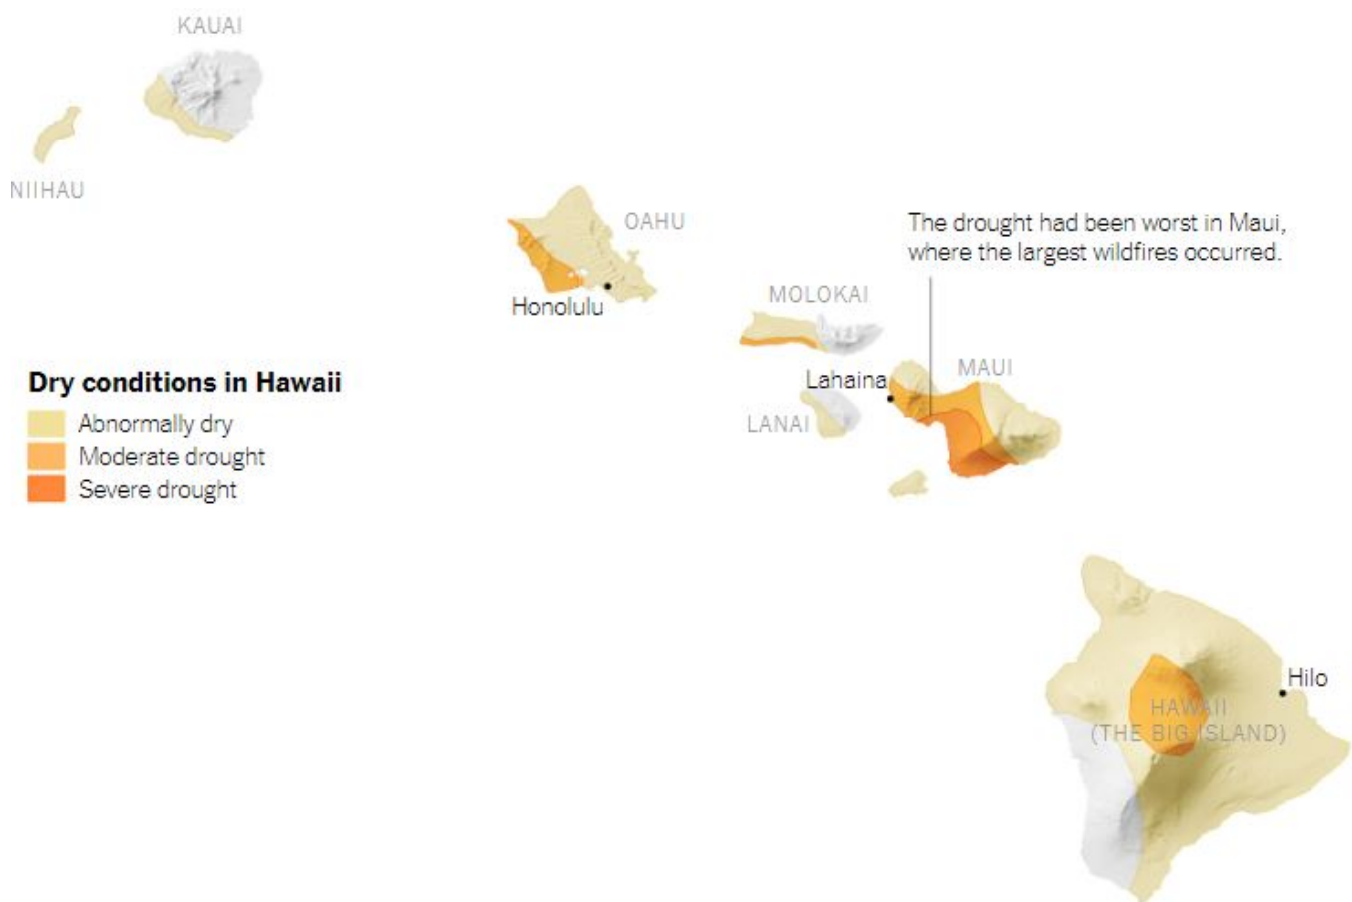 KAUAI
NIIHAU
OAHU
Honolulu
The drought had been worst in Maui,
where the largest wildfires occurred.
MOLOKAI
Lahaina
MAUI
LANAI
Dry conditions in Hawaii
Abnormally dry
Moderate drought
Severe drought
Hilo
HAWAII
(THE BIG ISLAND)